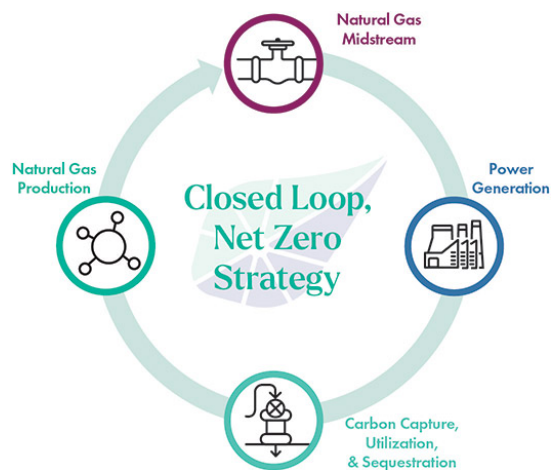 Natural Gas
Midstream
Natural Gas
Production
Power
Generation
Closed Loop,
Net Zero
Strategy
Carbon Capture,
Utilization,
& Sequestration